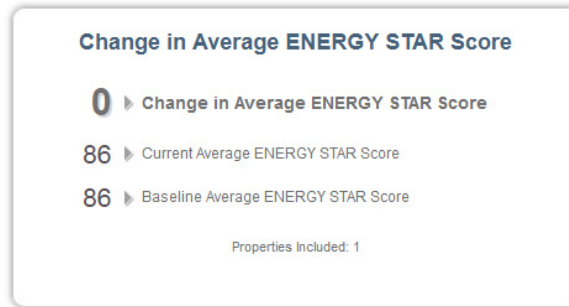 Change in Average ENERGY STAR Score
0 Change in Average ENERGY STAR Score
86 Current Average ENERGY STAR Score
86 Baseline Average ENERGY STAR Score
Properties Included: 1